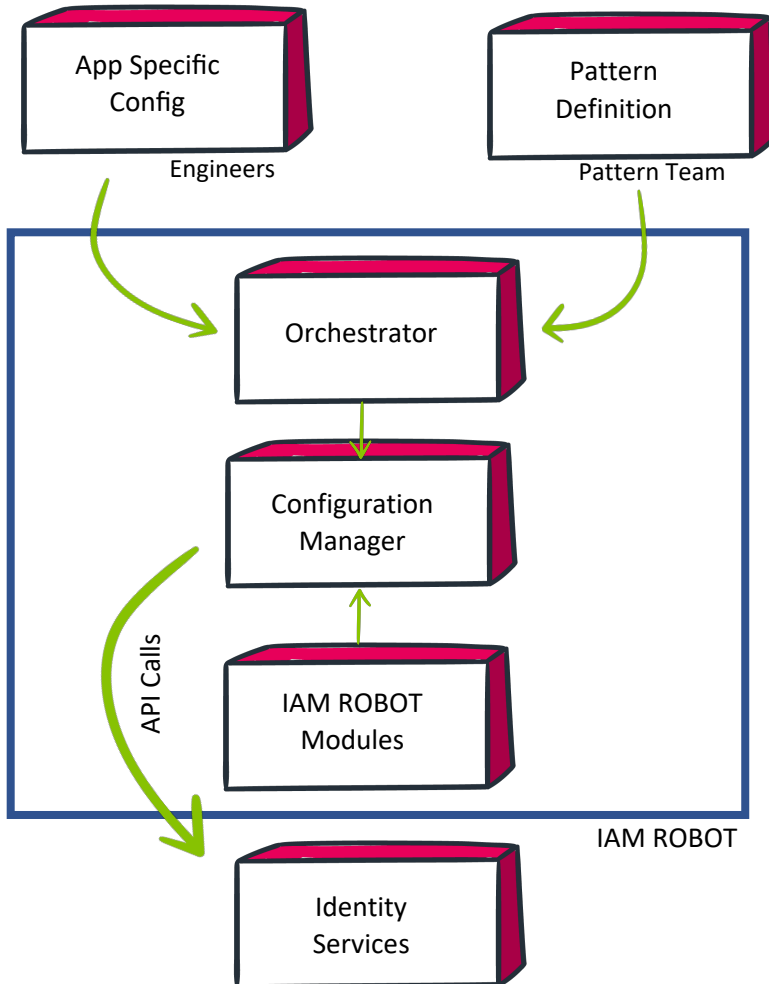 App Specific
Config
Engineers
Pattern
Definition
Pattern Team
Orchestrator
Configuration
Manager
API Calls
IAM ROBOT
Modules
IAM ROBOT
Identity
Services